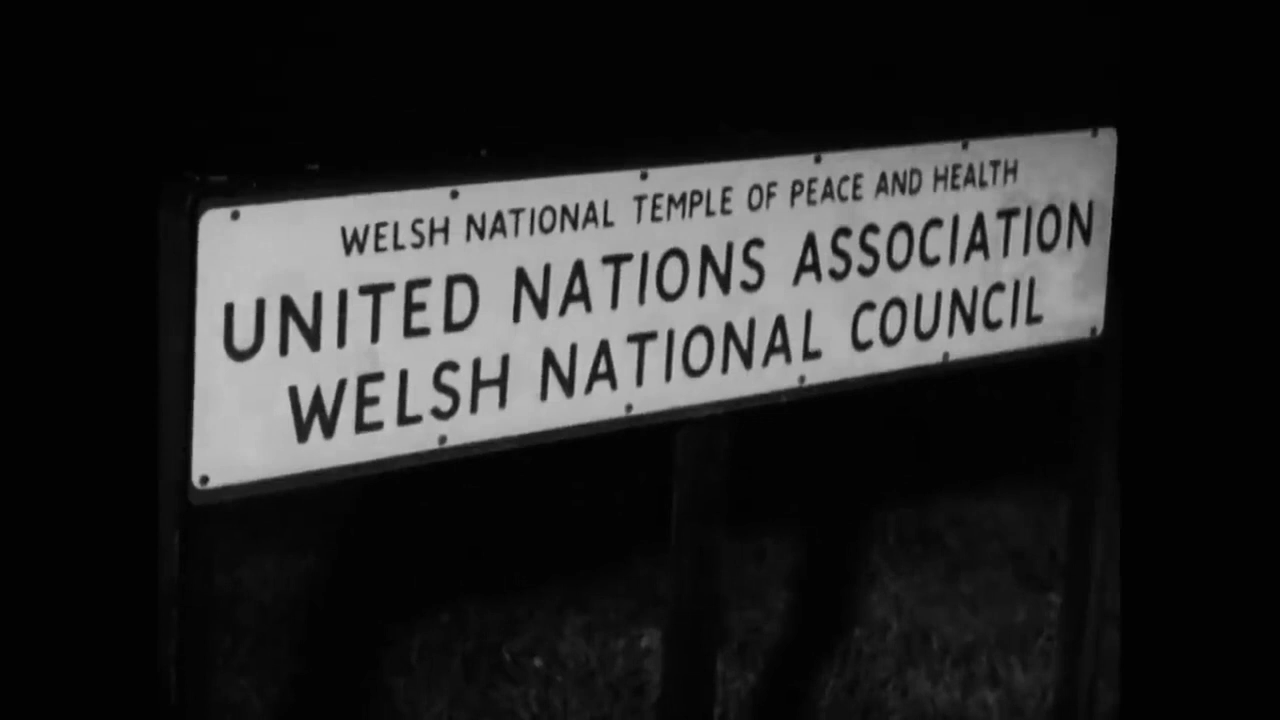 WELSH NATIONAL TEMPLE OF PEACE AND HEALTH
UNITED NATIONS ASSOCIATION
WELSH NATIONAL COUNCIL